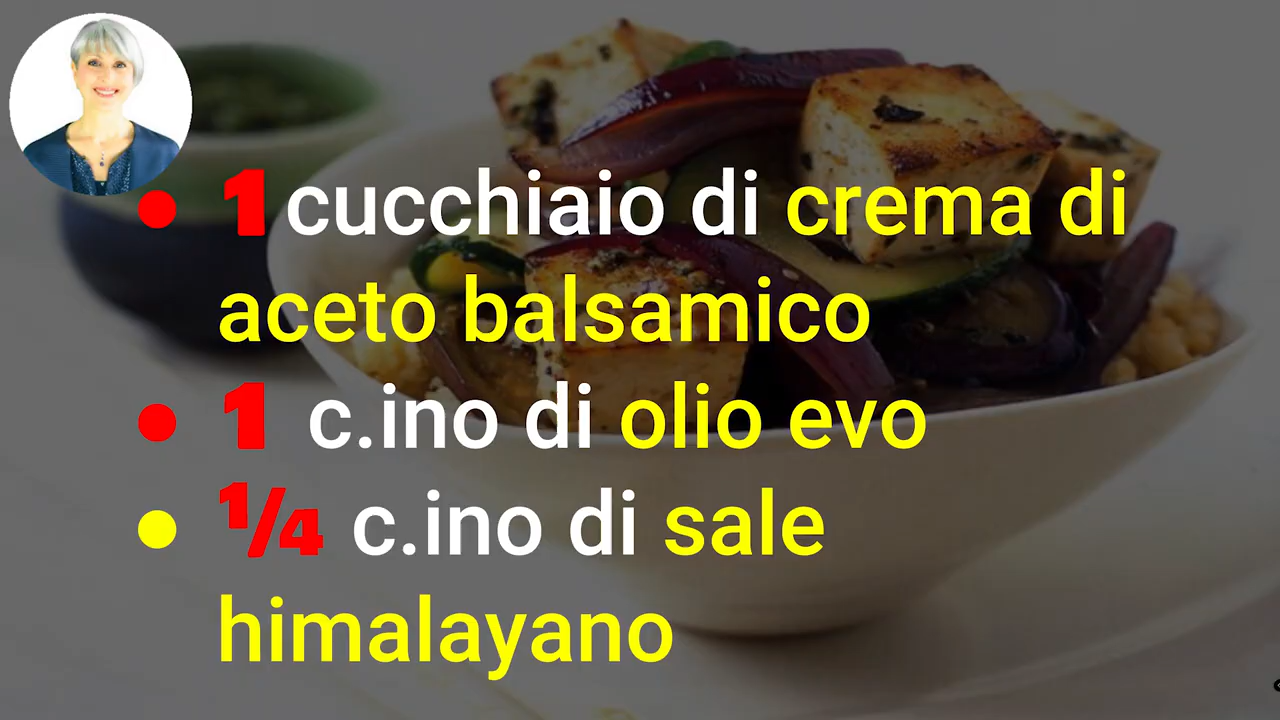 ● 1 cucchiaio di crema di
aceto balsamico
● 1 c.ino di olio evo
● ¼ c.ino di sale
himalayano